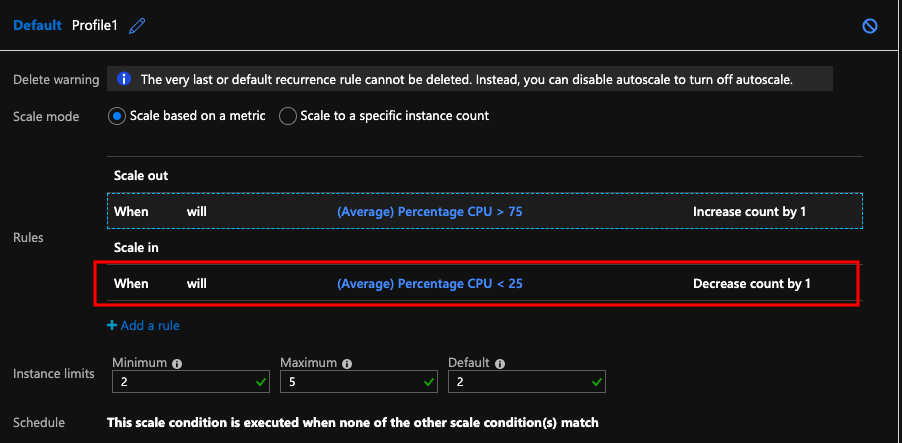 Default Profile1
Delete warning The very last or default recurrence rule cannot be deleted. Instead, you can disable autoscale to turn off autoscale.
Scale mode Scale based on a metric Scale to a specific instance count
Scale out
When will (Average) Percentage CPU > 75 Increase count by 1
Rules
Scale in
When will (Average) Percentage CPU < 25 Decrease count by 1
+ Add a rule
Minimum Maximum Default
Instance limits 2 5 2
Schedule This scale condition is executed when none of the other scale condition(s) match